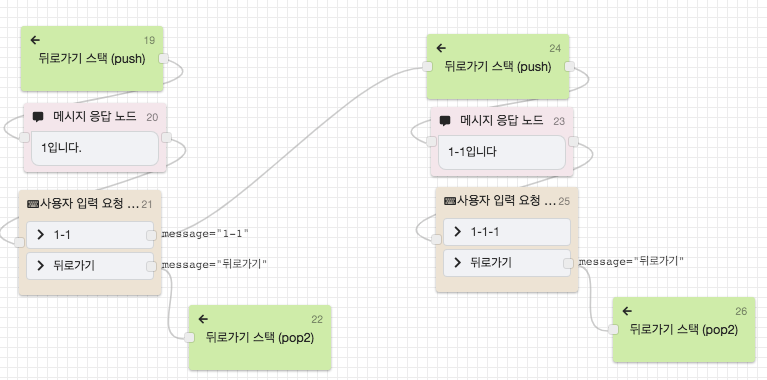 19
뒤로가기 스택 (push)
메시지 응답 노드 20
1입니다.
사용자 입력 요청 ... 21
1-1
message="1-1"
뒤로가기
message="뒤로가기"
22
뒤로가기 스택 (pop2)
24
뒤로가기 스택 (push)
메시지 응답 노드 23
1-1입니다
사용자 입력 요청 ... 25
1-1-1
뒤로가기
message="뒤로가기"
26
뒤로가기 스택 (pop2)